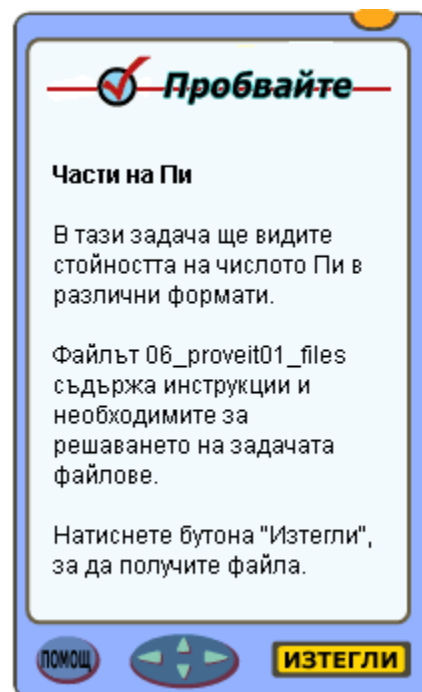 Пробвайте
Части на Пи
В тази задача ще видите
стойността на числото Пи в
различни формати.
Файлът 06_proveit01_files
съдържа инструкции и
необходимите за
решаването на задачата
файлове.
Натиснете бутона "Изтегли",
за да получите файла.
ПОМОЩ
ИЗТЕГЛИ